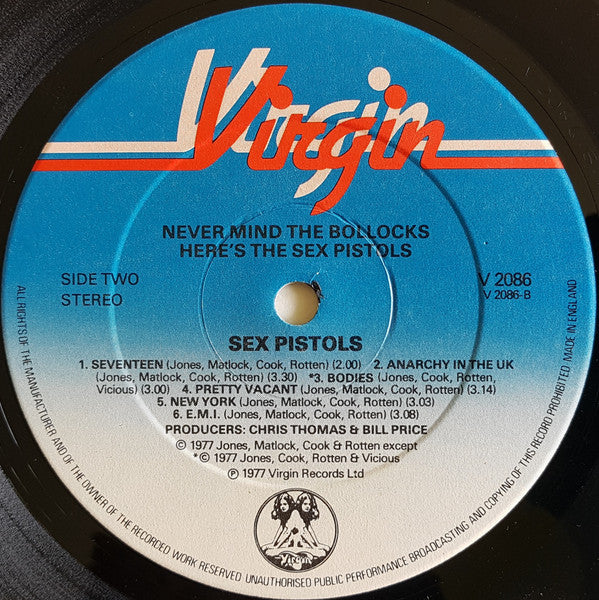 Virgin
NEVER MIND THE BOLLOCKS
HERE'S THE SEX PISTOLS
SIDE TWO
STEREO
V 2086
V 2086-B
SEX PISTOLS
1. SEVENTEEN (Jones, Matlock, Cook, Rotten) (2.00) 2. ANARCHY IN THE UK
(Jones, Matlock, Cook, Rotten) (3.30) *3. BODIES (Jones, Cook, Rotten,
Vicious) (3.00) 4. PRETTY VACANT (Jones, Matlock, Cook, Rotten) (3.14)
5. NEW YORK (Jones, Matlock, Cook, Rotten) (3.03)
6. E.M.I. (Jones, Matlock, Cook, Rotten) (3.08)
PRODUCERS: CHRIS THOMAS & BILL PRICE
© 1977 Jones, Matlock, Cook & Rotten except
*© 1977 Jones, Cook, Rotten & Vicious
℗ 1977 Virgin Records Ltd
Virgin
ALL RIGHTS OF THE MANUFACTURER AND OF THE OWNER OF THE RECORDED WORK RESERVED UNAUTHORISED PUBLIC PERFORMANCE BROADCASTING AND COPYING OF THIS RECORD PROHIBITED MADE IN ENGLAND